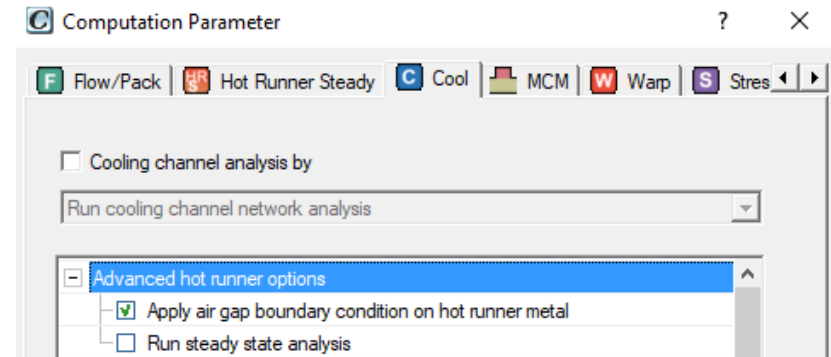 C Computation Parameter ? ×
F Flow/Pack HR S Hot Runner Steady C Cool MCM W Warp S Stres
Cooling channel analysis by
Run cooling channel network analysis
Advanced hot runner options
Apply air gap boundary condition on hot runner metal
Run steady state analysis